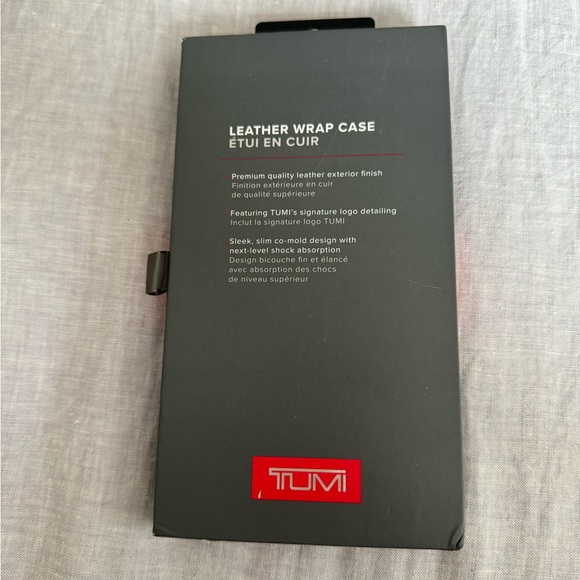 LEATHER WRAP CASE
ÉTUI EN CUIR
Premium quality leather exterior finish
Finition extérieure en cuir
de qualité supérieure
Featuring TUMI's signature logo detailing
Inclut la signature logo TUMI
Sleek, slim co-mold design with
next-level shock absorption
Design bicouche fin et élancé
avec absorption des chocs
de niveau supérieur
TUMI